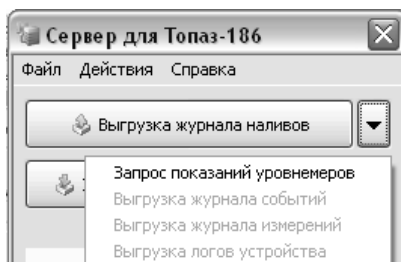 Сервер для Топаз-186
Файл Действия Справка
Выгрузка журнала наливов
Запрос показаний уровнемеров
Выгрузка журнала событий
Выгрузка журнала измерений
Выгрузка логов устройства